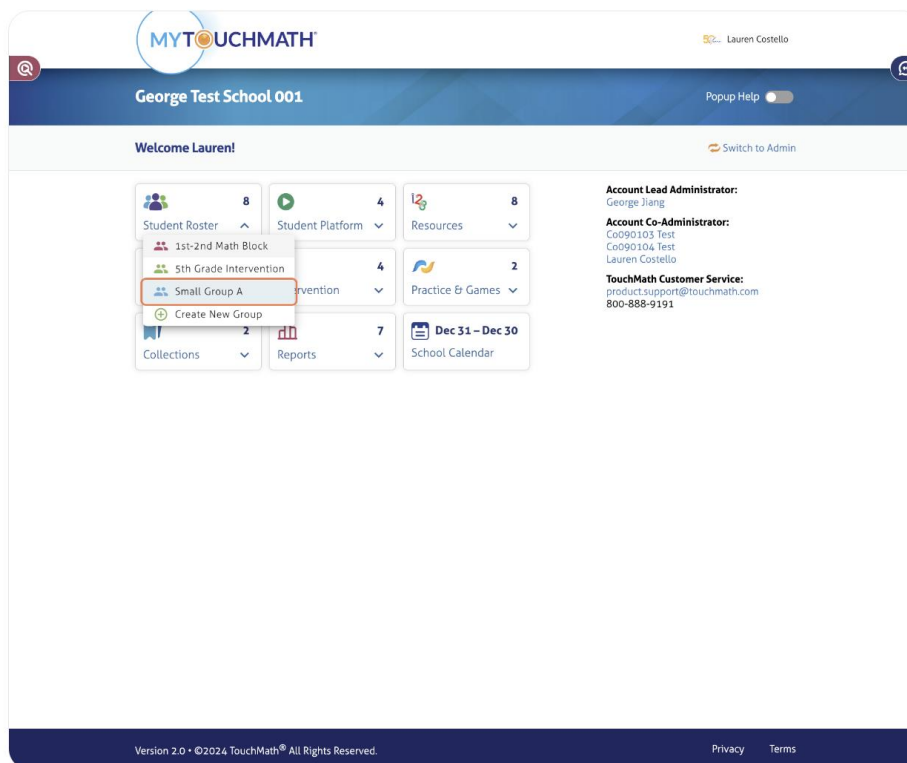 MYTOUCHMATH
Lauren Costello
George Test School 001
Popup Help
Welcome Lauren!
Switch to Admin
8
Student Roster
4
Student Platform
8
Resources
1st-2nd Math Block
5th Grade Intervention
Small Group A
Create New Group
4
2
Practice & Games
2
Collections
7
Reports
Dec 31 – Dec 30
School Calendar
Account Lead Administrator:
George Jiang
Account Co-Administrator:
Co090103 Test
Co090104 Test
Lauren Costello
TouchMath Customer Service:
product.support@touchmath.com
800-888-9191
Version 2.0 • ©2024 TouchMath® All Rights Reserved.
Privacy Terms